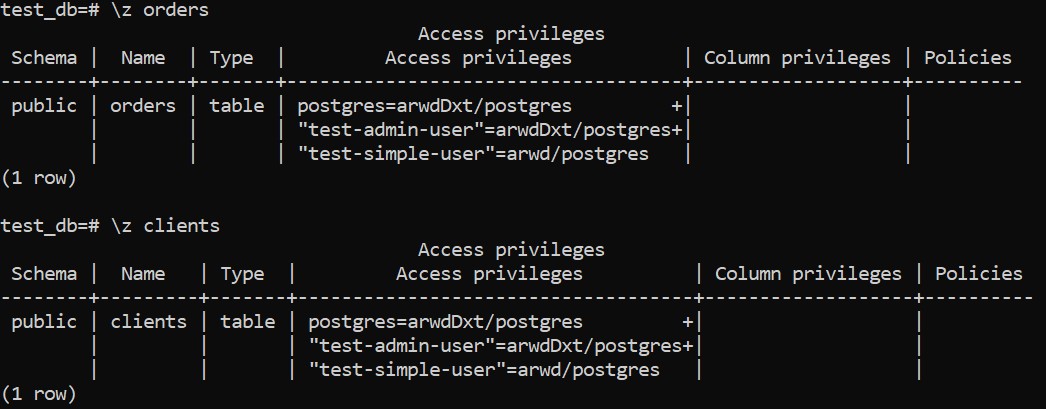 test_db=# \z orders
                                      Access privileges
 Schema |  Name  | Type  |         Access privileges          | Column privileges | Policies
--------+--------+-------+------------------------------------+-------------------+----------
 public | orders | table | postgres=arwdDxt/postgres         +|                   |
        |        |       | "test-admin-user"=arwdDxt/postgres+|                   |
        |        |       | "test-simple-user"=arwd/postgres   |                   |
(1 row)

test_db=# \z clients
                                      Access privileges
 Schema |  Name   | Type  |         Access privileges          | Column privileges | Policies
--------+---------+-------+------------------------------------+-------------------+----------
 public | clients | table | postgres=arwdDxt/postgres         +|                   |
        |         |       | "test-admin-user"=arwdDxt/postgres+|                   |
        |         |       | "test-simple-user"=arwd/postgres   |                   |
(1 row)